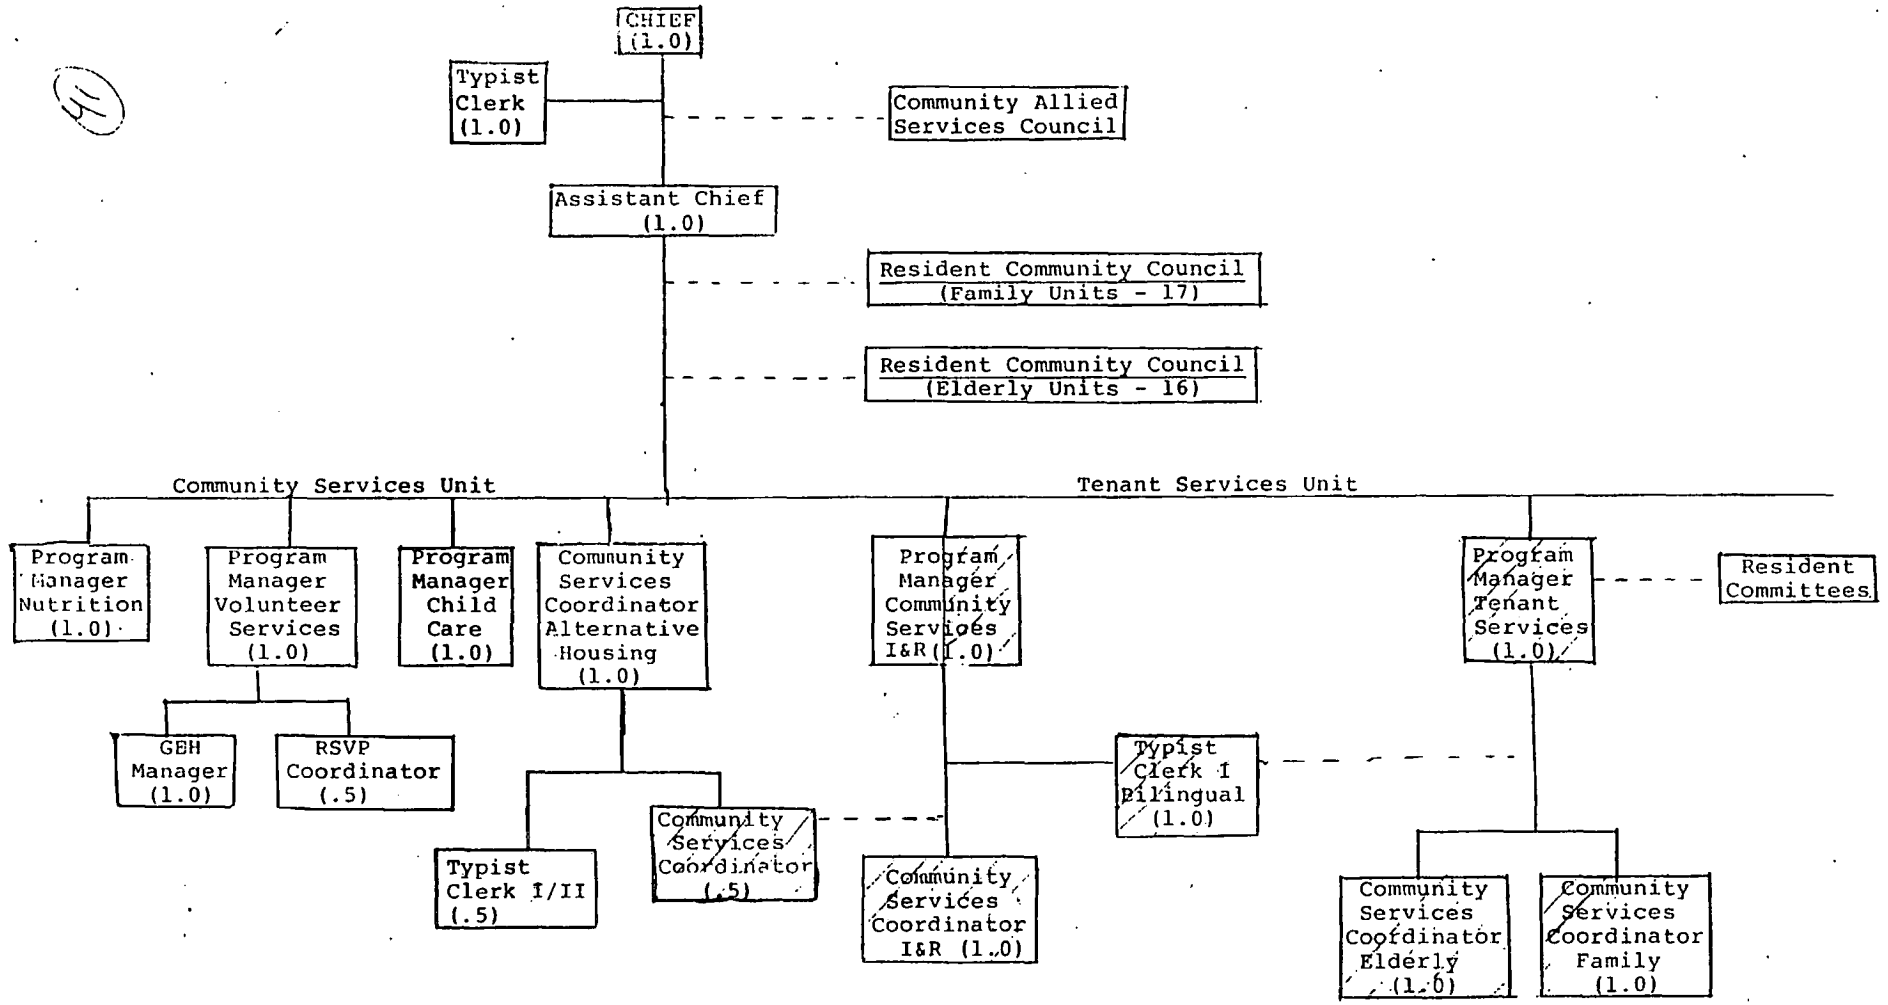 CHIEF
(1.0)
Typist
Clerk
(1.0)
Community Allied
Services Council
Assistant Chief
(1.0)
Resident Community Council
(Family Units - 17)
Resident Community Council
(Elderly Units - 16)
Community Services Unit
Tenant Services Unit
Program
Manager
Nutrition
(1.0)
Program
Manager
Volunteer
Services
(1.0)
Program
Manager
Child
Care
(1.0)
Community
Services
Coordinator
Alternative
Housing
(1.0)
Program
Manager
Community
Services
I&R (1.0)
Program
Manager
Tenant
Services
(1.0)
Resident
Committees
GEH
Manager
(1.0)
RSVP
Coordinator
(.5)
Typist
Clerk I
Bilingual
(1.0)
Typist
Clerk I/II
(.5)
Community
Services
Coordinator
(.5)
Community
Services
Coordinator
I&R (1.0)
Community
Services
Coordinator
Elderly
(1.0)
Community
Services
Coordinator
Family
(1.0)